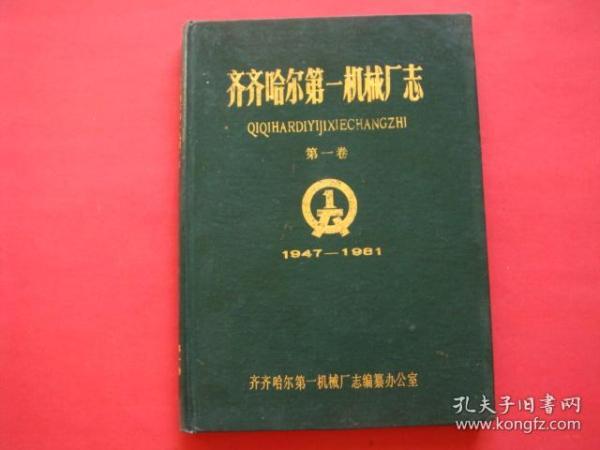 齐齐哈尔第一机械厂志
QIQIHARDIYIJIXIECHANGZHI
第一卷
1
1947—1981
齐齐哈尔第一机械厂志编纂办公室
孔夫子旧书网
www.kongfz.com